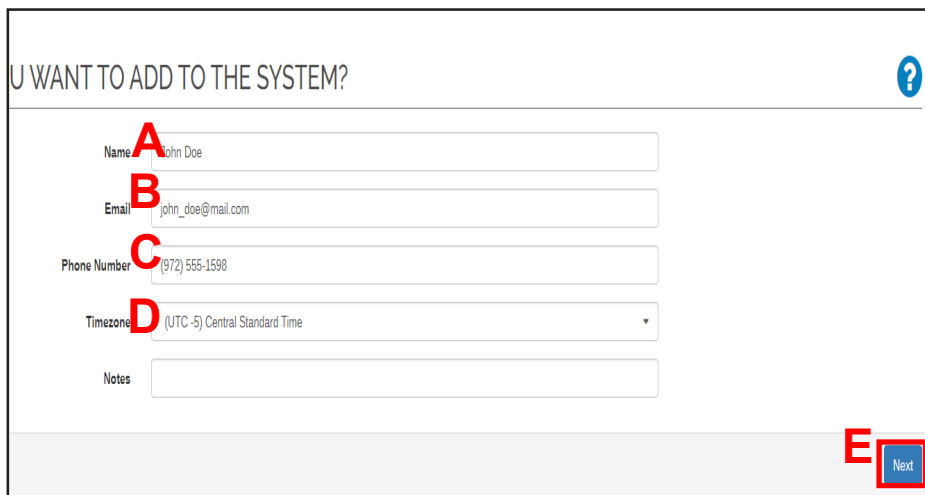 U WANT TO ADD TO THE SYSTEM?
?
Name A John Doe
Email B john_doe@mail.com
Phone Number C (972) 555-1598
Timezone D (UTC -5) Central Standard Time
Notes
E Next